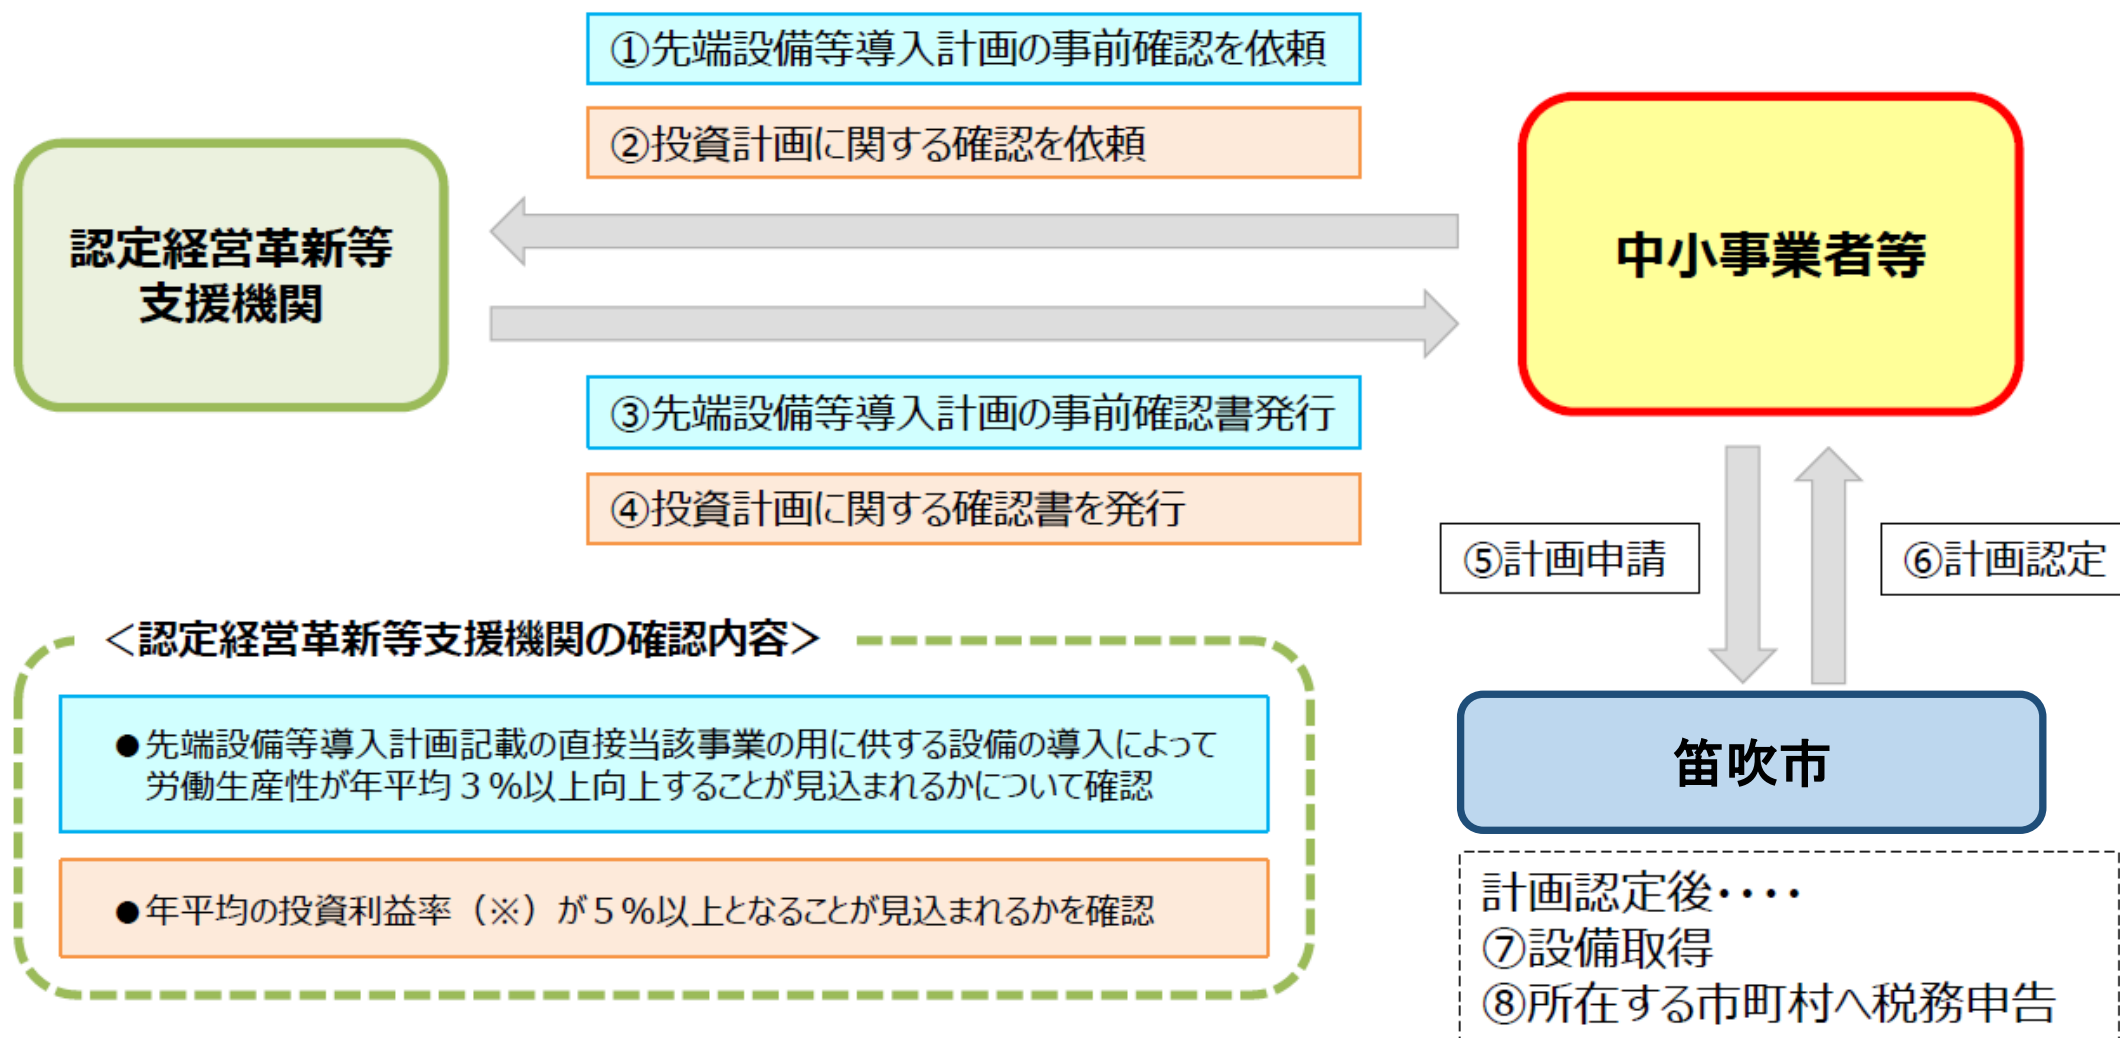 ①先端設備等導入計画の事前確認を依頼
②投資計画に関する確認を依頼
認定経営革新等
支援機関
中小事業者等
③先端設備等導入計画の事前確認書発行
④投資計画に関する確認書を発行
⑤計画申請
⑥計画認定
＜認定経営革新等支援機関の確認内容＞
●先端設備等導入計画記載の直接当該事業の用に供する設備の導入によって
労働生産性が年平均３％以上向上することが見込まれるかについて確認
●年平均の投資利益率（※）が５％以上となることが見込まれるかを確認
笛吹市
計画認定後・・・・
⑦設備取得
⑧所在する市町村へ税務申告